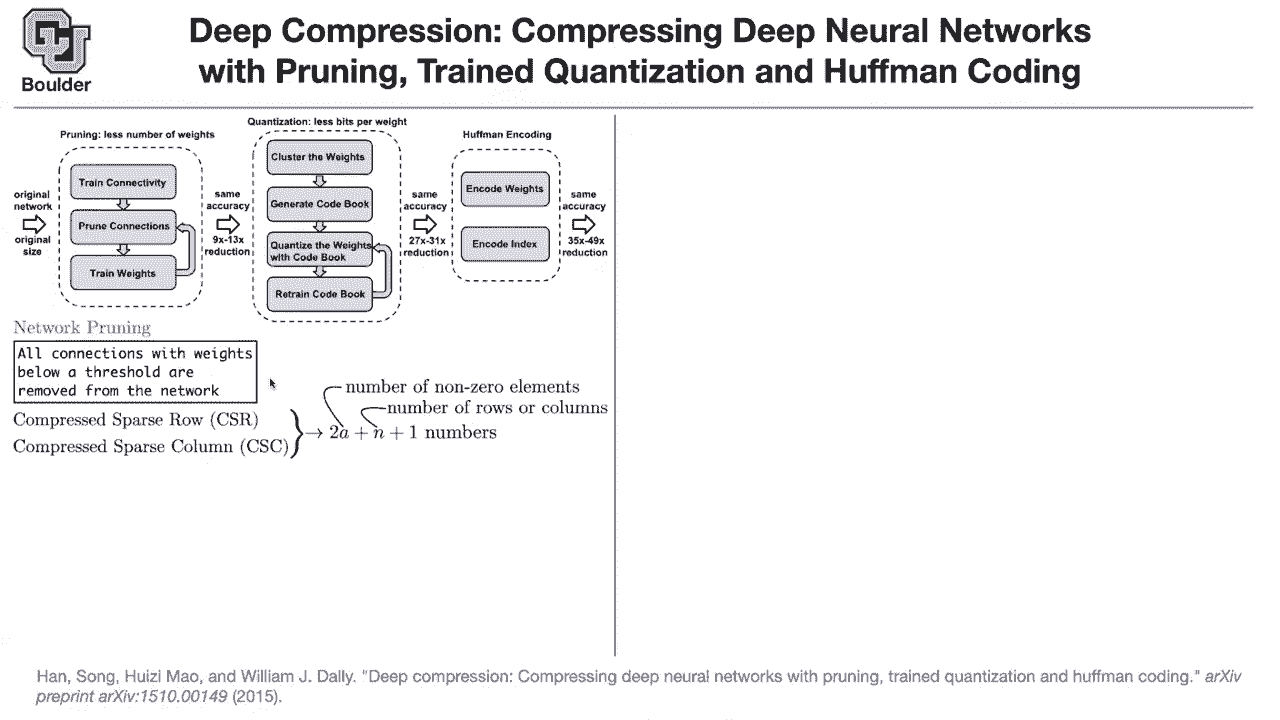 Boulder
Deep Compression: Compressing Deep Neural Networks
with Pruning, Trained Quantization and Huffman Coding
Pruning: less number of weights
Train Connectivity
Prune Connections
Train Weights
original
network
original
size
same
accuracy
9x-13x
reduction
Quantization: less bits per weight
Cluster the Weights
Generate Code Book
Quantize the Weights
with Code Book
Retrain Code Book
same
accuracy
27x-31x
reduction
Huffman Encoding
Encode Weights
Encode Index
same
accuracy
35x-49x
reduction
Network Pruning
All connections with weights
below a threshold are
removed from the network
number of non-zero elements
number of rows or columns
Compressed Sparse Row (CSR)
Compressed Sparse Column (CSC)
→ 2a + n + 1 numbers
Han, Song, Huizi Mao, and William J. Dally. "Deep compression: Compressing deep neural networks with pruning, trained quantization and huffman coding." arXiv
preprint arXiv:1510.00149 (2015).